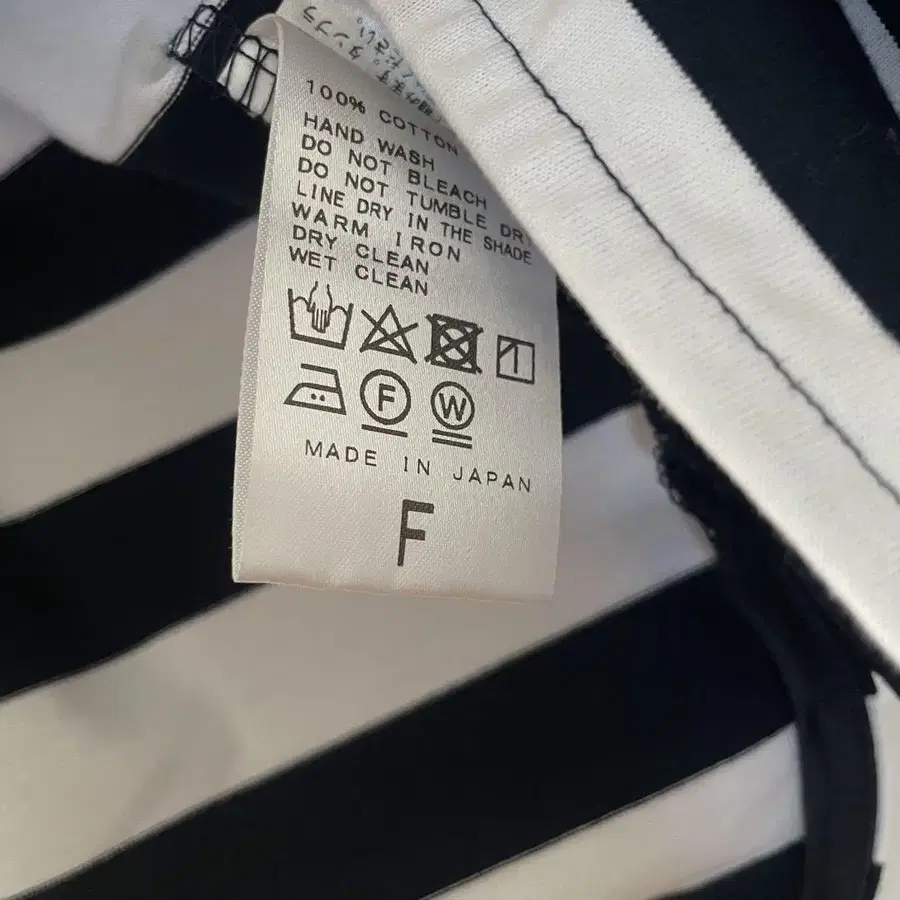 100% COTTON
HAND WASH
DO NOT BLEACH
DO NOT TUMBLE DRY
LINE DRY IN THE SHADE
WARM IRON
DRY CLEAN
WET CLEAN
F W
MADE IN JAPAN
F